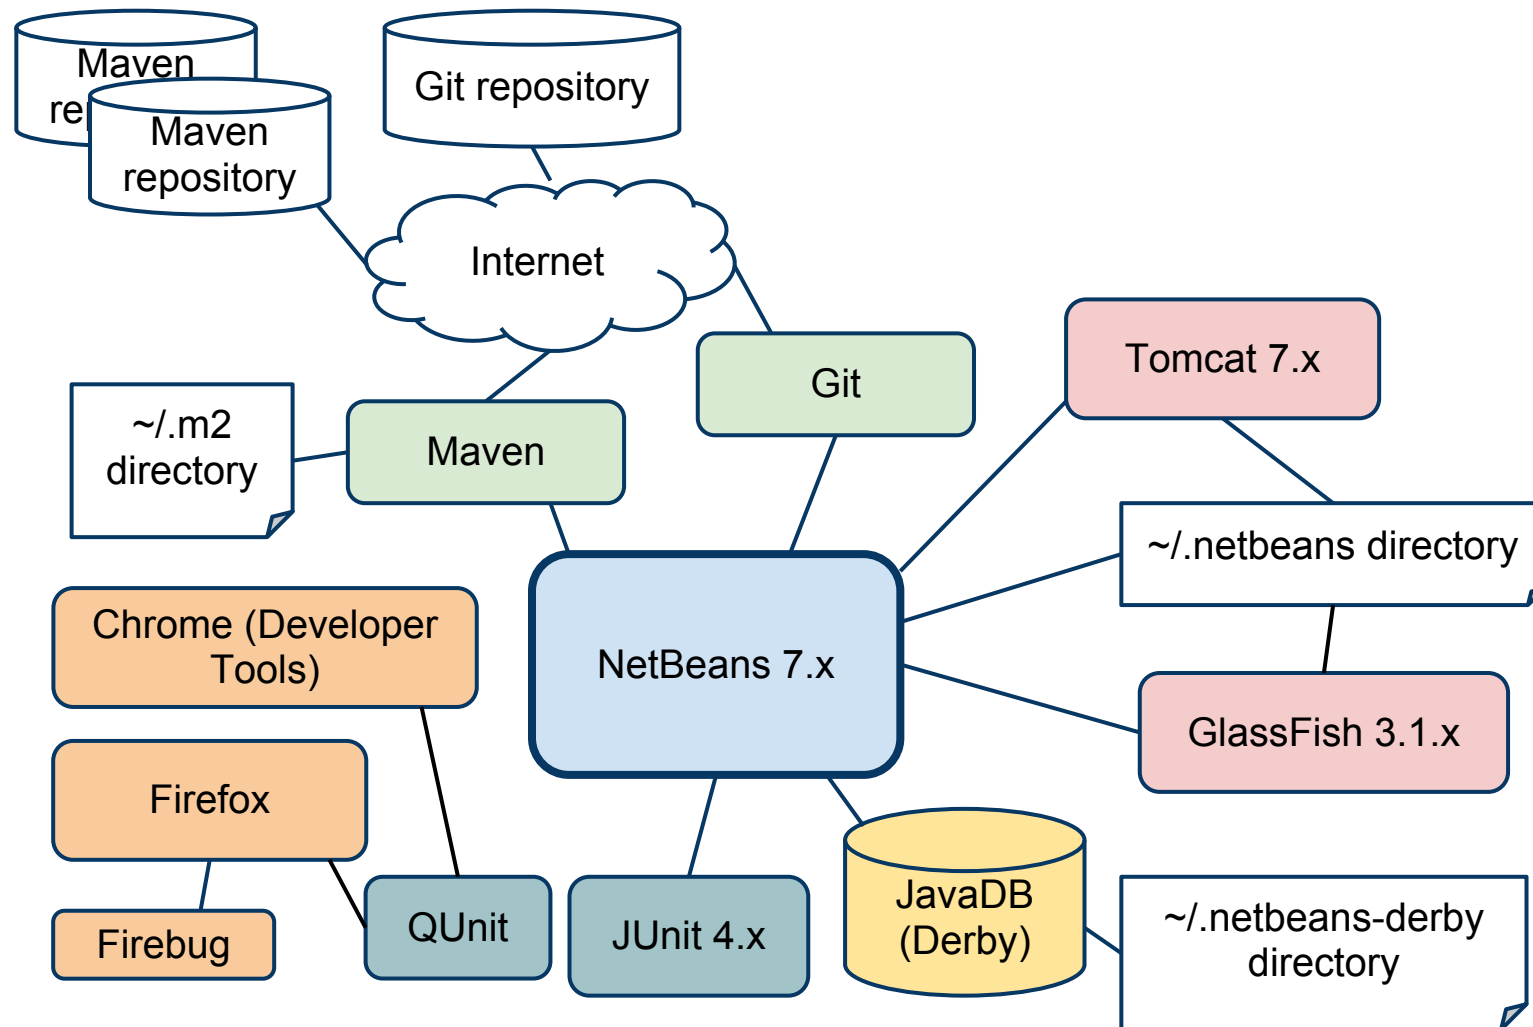 Maven
re
Maven
repository
Git repository
Internet
Git
Tomcat 7.x
~/.m2
directory
Maven
~/.netbeans directory
Chrome (Developer
Tools)
NetBeans 7.x
GlassFish 3.1.x
Firefox
Firebug
QUnit
JUnit 4.x
JavaDB
(Derby)
~/.netbeans-derby
directory